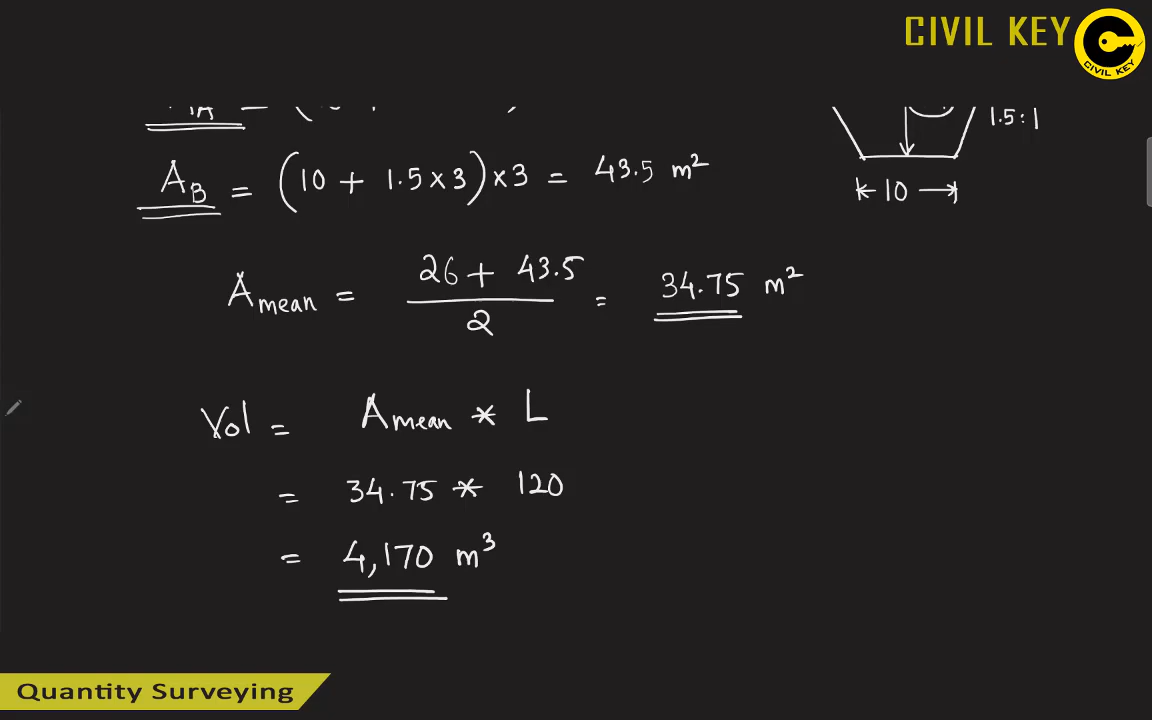 CIVIL KEY
CIVIL KEY
1.5:1
A_B = (10 + 1.5×3)×3 = 43.5 m²
10
A_mean = 26 + 43.5 / 2 = 34.75 m²
Vol = A_mean * L
= 34.75 * 120
= 4,170 m³
Quantity Surveying